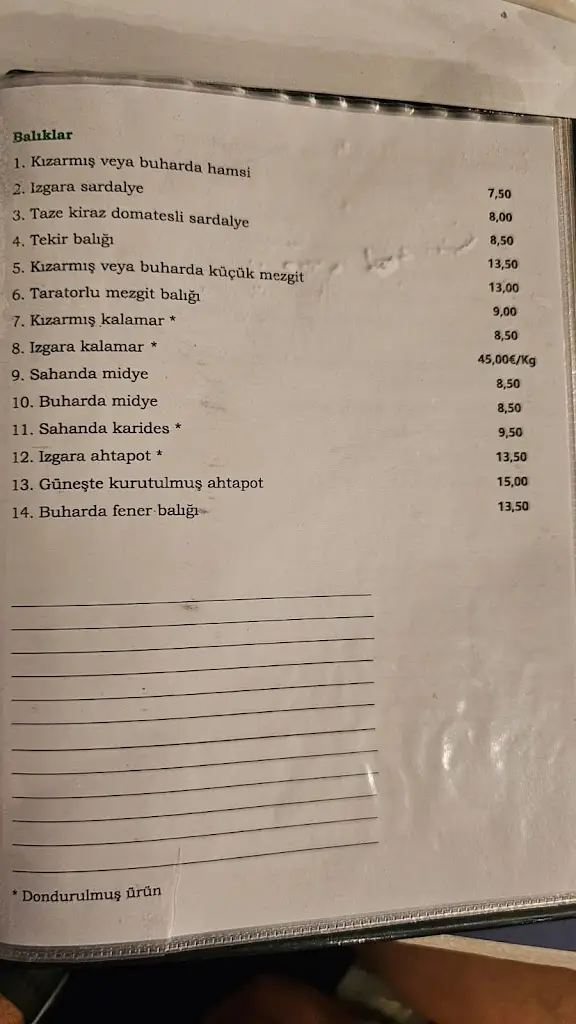 Balıklar
1. Kızarmış veya buharda hamsi 7,50
2. Izgara sardalye 8,00
3. Taze kiraz domatesli sardalye 8,50
4. Tekir balığı 13,50
5. Kızarmış veya buharda küçük mezgit 13,00
6. Taratorlu mezgit balığı 9,00
7. Kızarmış kalamar * 8,50
8. Izgara kalamar * 45,00€/Kg
9. Sahanda midye 8,50
10. Buharda midye 8,50
11. Sahanda karides * 9,50
12. Izgara ahtapot * 13,50
13. Güneşte kurutulmuş ahtapot 15,00
14. Buharda fener balığı 13,50
* Dondurulmuş ürün